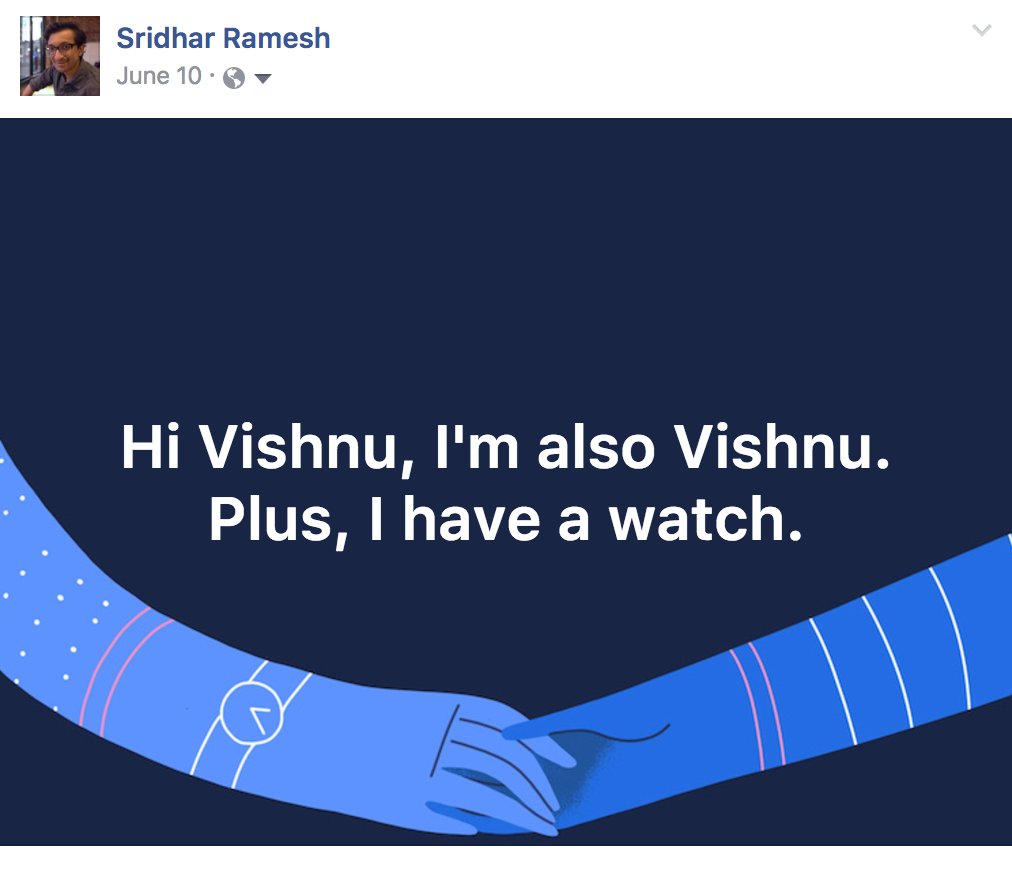 Sridhar Ramesh
June 10 ·
Hi Vishnu, I'm also Vishnu.
Plus, I have a watch.